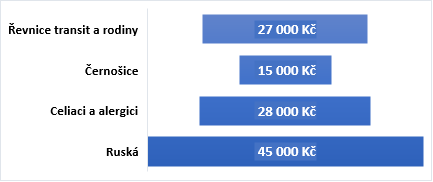 Řevnice transit a rodiny 27 000 Kč
Černošice 15 000 Kč
Celiaci a alergici 28 000 Kč
Ruská 45 000 Kč